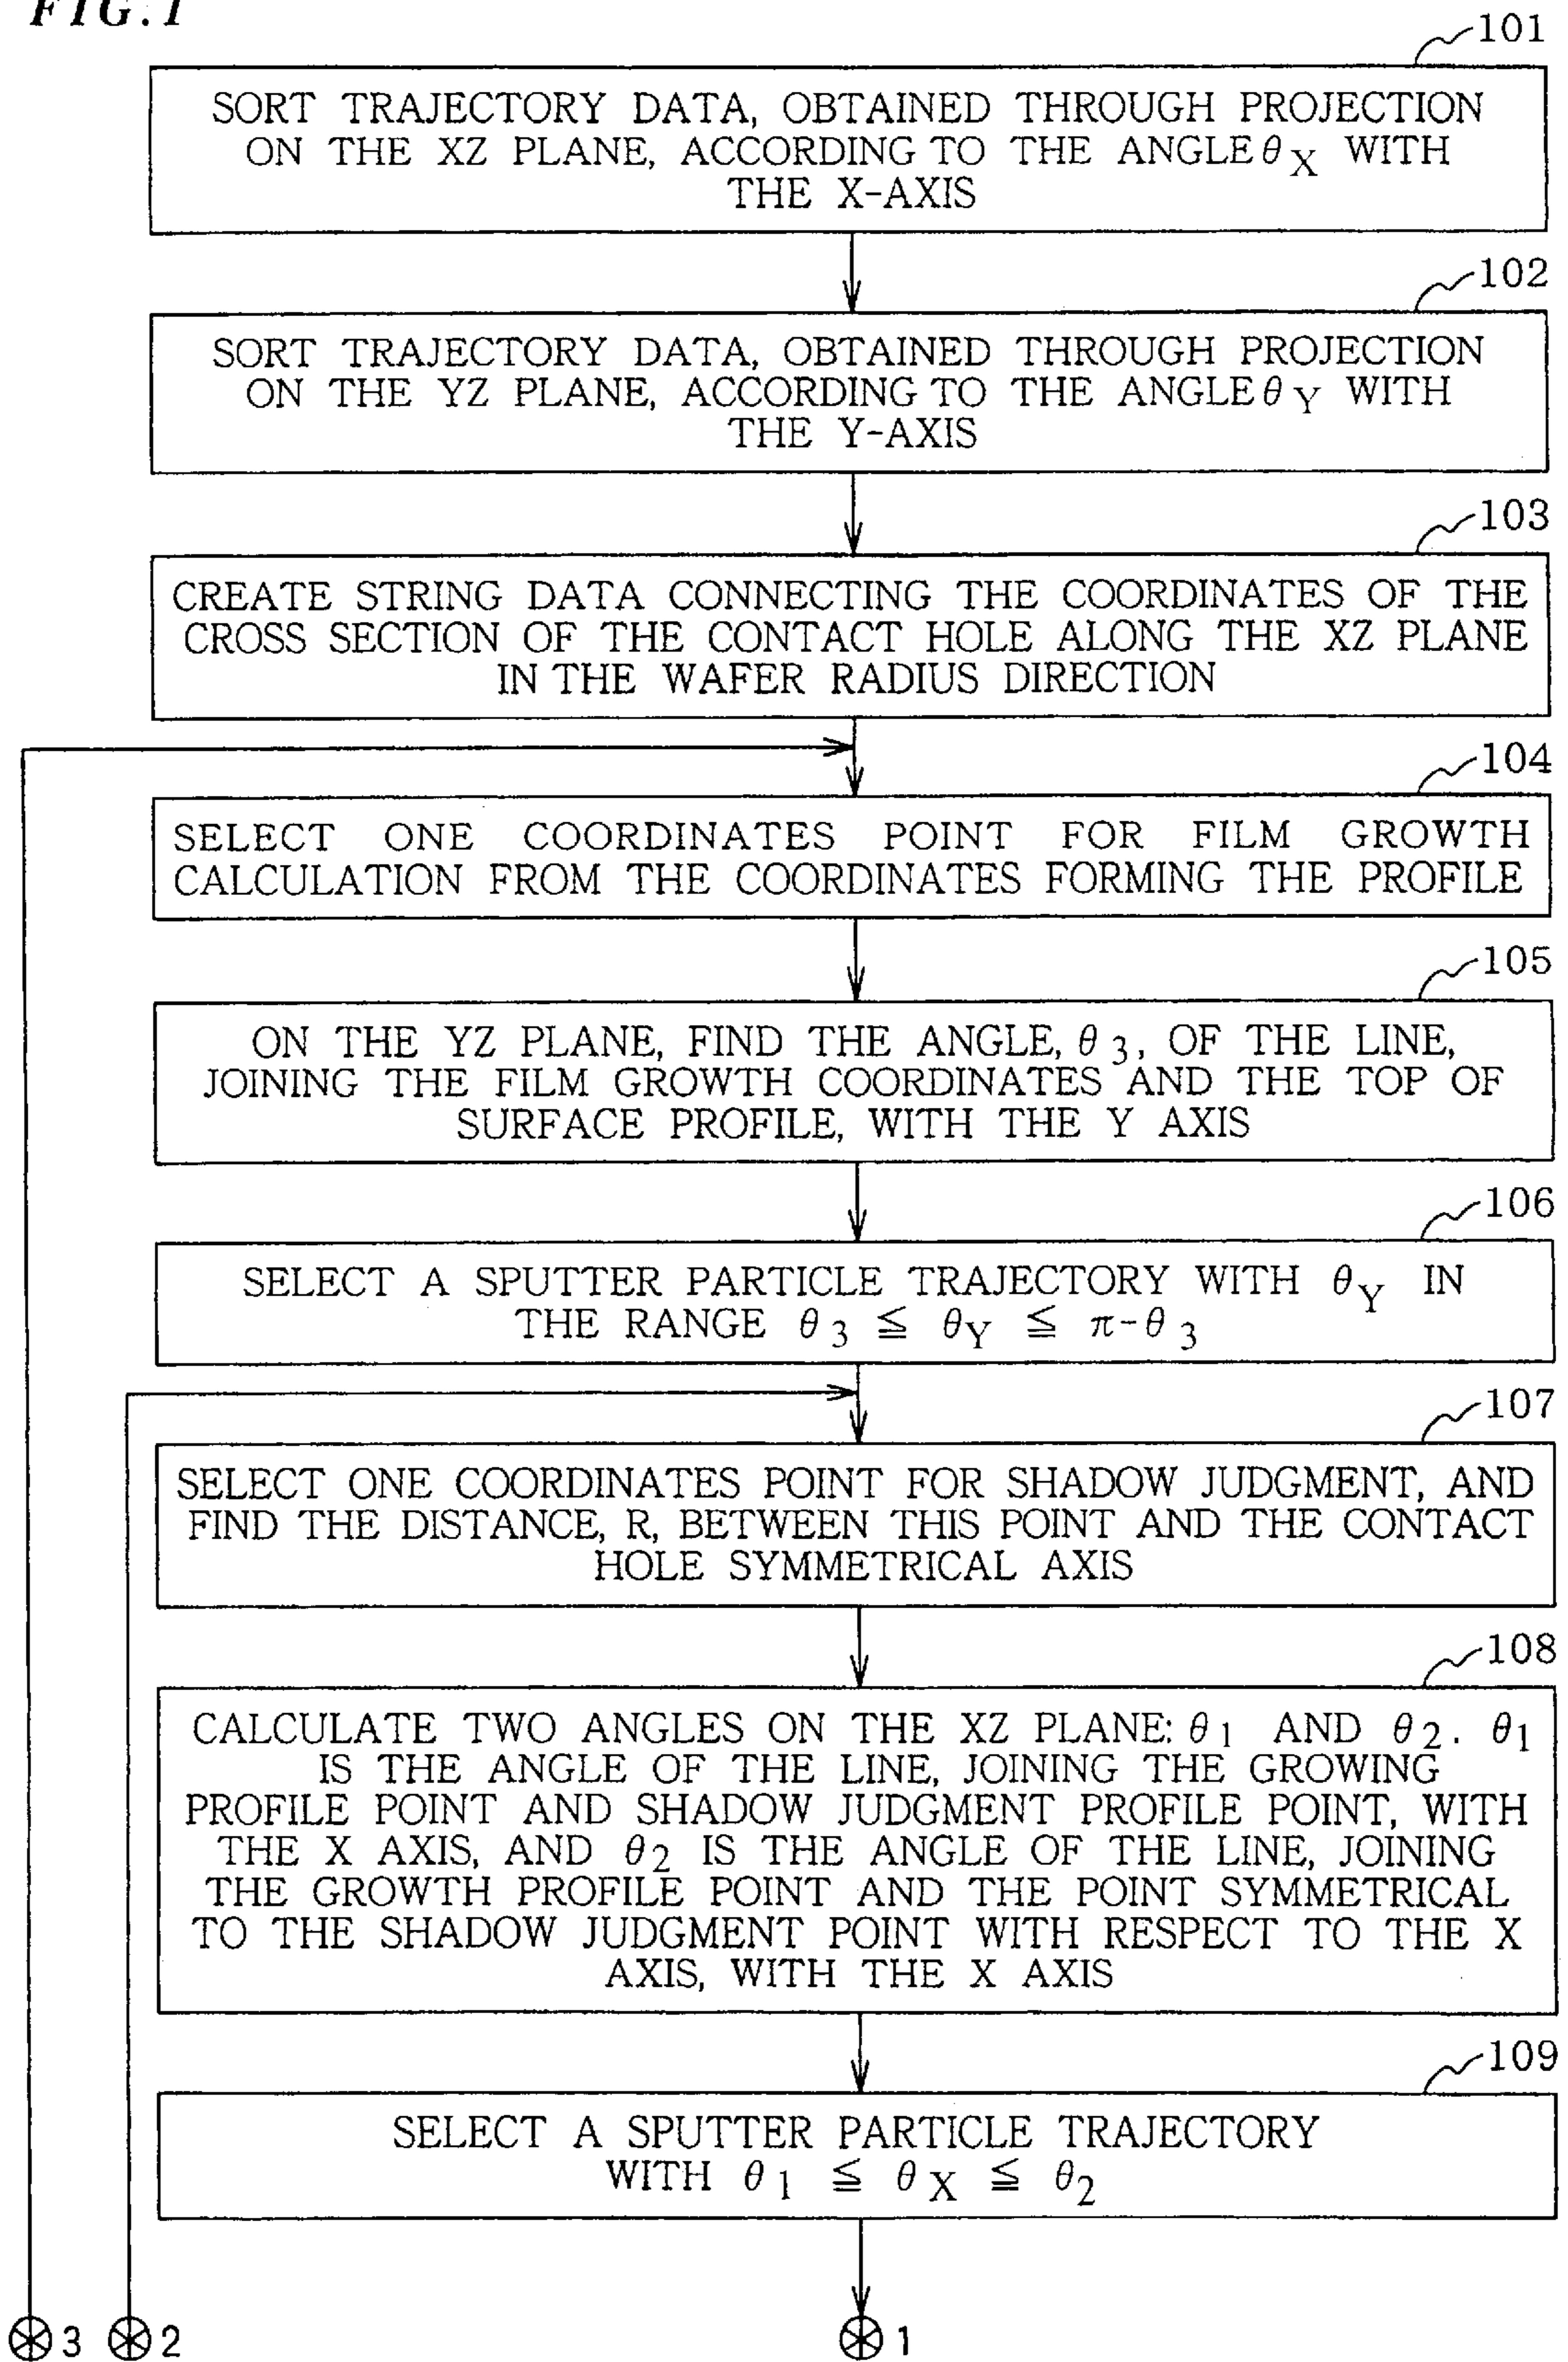 FIG.1
101
SORT TRAJECTORY DATA, OBTAINED THROUGH PROJECTION
ON THE XZ PLANE, ACCORDING TO THE ANGLE θX WITH
THE X-AXIS
102
SORT TRAJECTORY DATA, OBTAINED THROUGH PROJECTION
ON THE YZ PLANE, ACCORDING TO THE ANGLE θY WITH
THE Y-AXIS
103
CREATE STRING DATA CONNECTING THE COORDINATES OF THE
CROSS SECTION OF THE CONTACT HOLE ALONG THE XZ PLANE
IN THE WAFER RADIUS DIRECTION
104
SELECT ONE COORDINATES POINT FOR FILM GROWTH
CALCULATION FROM THE COORDINATES FORMING THE PROFILE
105
ON THE YZ PLANE, FIND THE ANGLE, θ3, OF THE LINE,
JOINING THE FILM GROWTH COORDINATES AND THE TOP OF
SURFACE PROFILE, WITH THE Y AXIS
106
SELECT A SPUTTER PARTICLE TRAJECTORY WITH θY IN
THE RANGE θ3 ≦ θY ≦ π-θ3
107
SELECT ONE COORDINATES POINT FOR SHADOW JUDGMENT, AND
FIND THE DISTANCE, R, BETWEEN THIS POINT AND THE CONTACT
HOLE SYMMETRICAL AXIS
108
CALCULATE TWO ANGLES ON THE XZ PLANE: θ1 AND θ2. θ1
IS THE ANGLE OF THE LINE, JOINING THE GROWING
PROFILE POINT AND SHADOW JUDGMENT PROFILE POINT, WITH
THE X AXIS, AND θ2 IS THE ANGLE OF THE LINE, JOINING
THE GROWTH PROFILE POINT AND THE POINT SYMMETRICAL
TO THE SHADOW JUDGMENT POINT WITH RESPECT TO THE X
AXIS, WITH THE X AXIS
109
SELECT A SPUTTER PARTICLE TRAJECTORY
WITH θ1 ≦ θX ≦ θ2
3 2 1